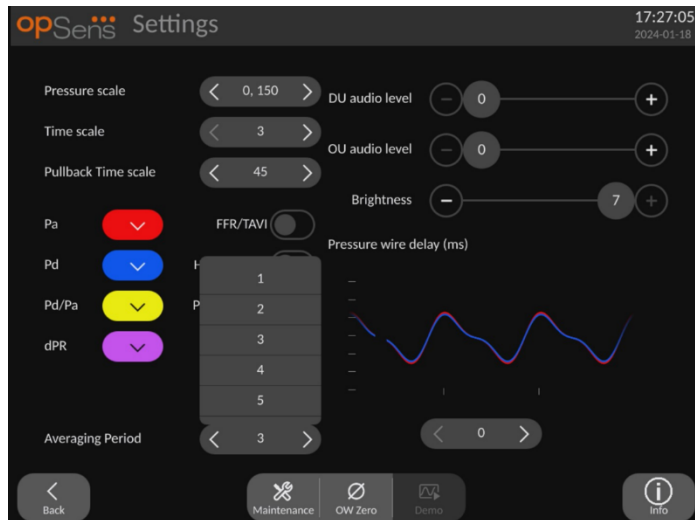 opSens Settings
17:27:05
2024-01-18
Pressure scale
0, 150
DU audio level
0
Time scale
3
OU audio level
0
Pullback Time scale
45
Brightness
7
Pa
FFR/TAVI
Pressure wire delay (ms)
Pd
H
1
Pd/Pa
P
2
dPR
3
4
5
Averaging Period
3
0
Back
Maintenance
OW Zero
Demo
Info